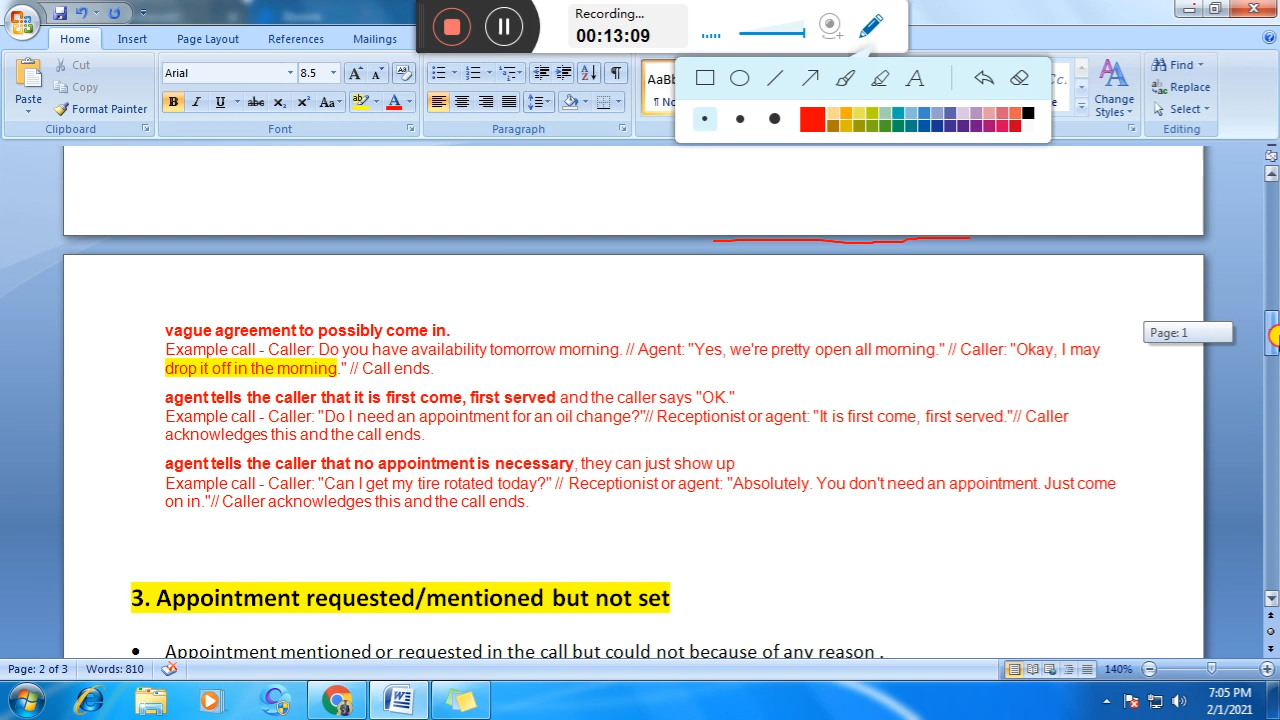 Recording...
00:13:09
Home Insert Page Layout References Mailings
Cut
Copy
Format Painter
Paste
Clipboard
Arial 8.5
Font
Paragraph
AaBb
¶ No
Cc.
Change
Styles
Find
Replace
Select
Editing
vague agreement to possibly come in.
Example call - Caller: Do you have availability tomorrow morning. // Agent: "Yes, we're pretty open all morning." // Caller: "Okay, I may
drop it off in the morning." // Call ends.
agent tells the caller that it is first come, first served and the caller says "OK."
Example call - Caller: "Do I need an appointment for an oil change?"// Receptionist or agent: "It is first come, first served."// Caller
acknowledges this and the call ends.
agent tells the caller that no appointment is necessary, they can just show up
Example call - Caller: "Can I get my tire rotated today?" // Receptionist or agent: "Absolutely. You don't need an appointment. Just come
on in."// Caller acknowledges this and the call ends.
3. Appointment requested/mentioned but not set
• Appointment mentioned or requested in the call but could not because of any reason .
Page: 1
Page: 2 of 3 Words: 810 140%
7:05 PM
2/1/2021